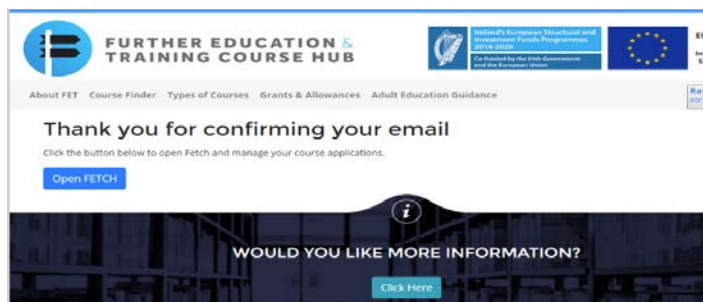 FURTHER EDUCATION &
TRAINING COURSE HUB
Ireland's European Structural and
Investment Funds Programmes
2014-2020
Co-funded by the Irish Government
and the European Union
About FET Course Finder Types of Courses Grants & Allowances Adult Education Guidance
Thank you for confirming your email
Click the button below to open Fetch and manage your course applications.
Open FETCH
i
WOULD YOU LIKE MORE INFORMATION?
Click Here